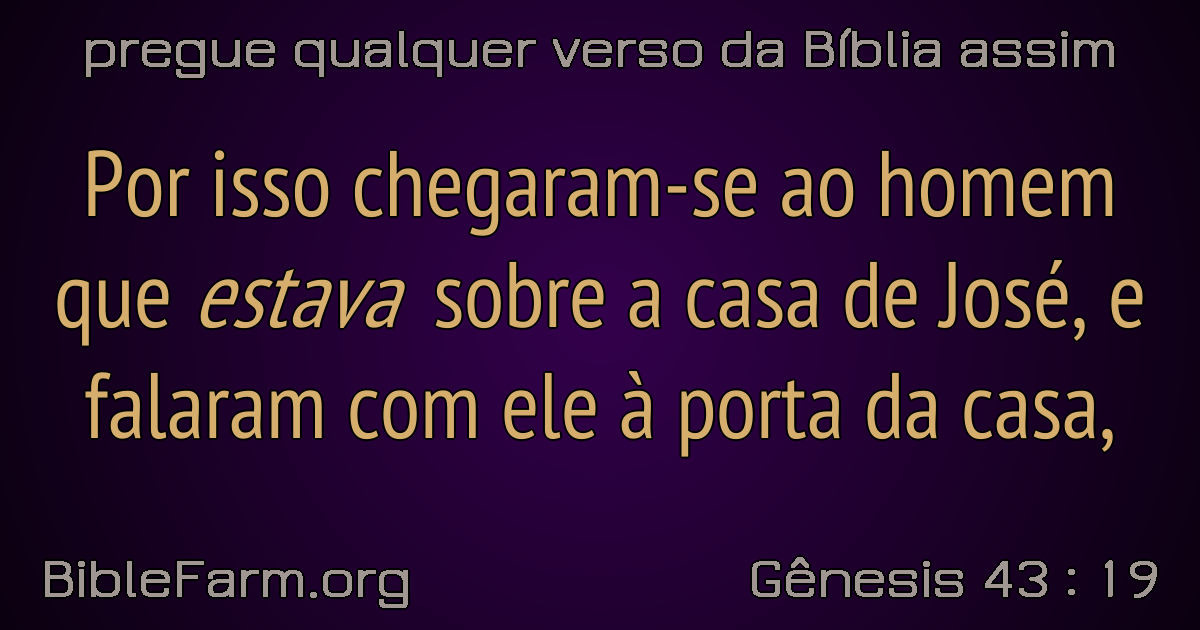 pregue qualquer verso da Bíblia assim
Por isso chegaram-se ao homem
que estava sobre a casa de José, e
falaram com ele à porta da casa,
BibleFarm.org
Gênesis 43 : 19